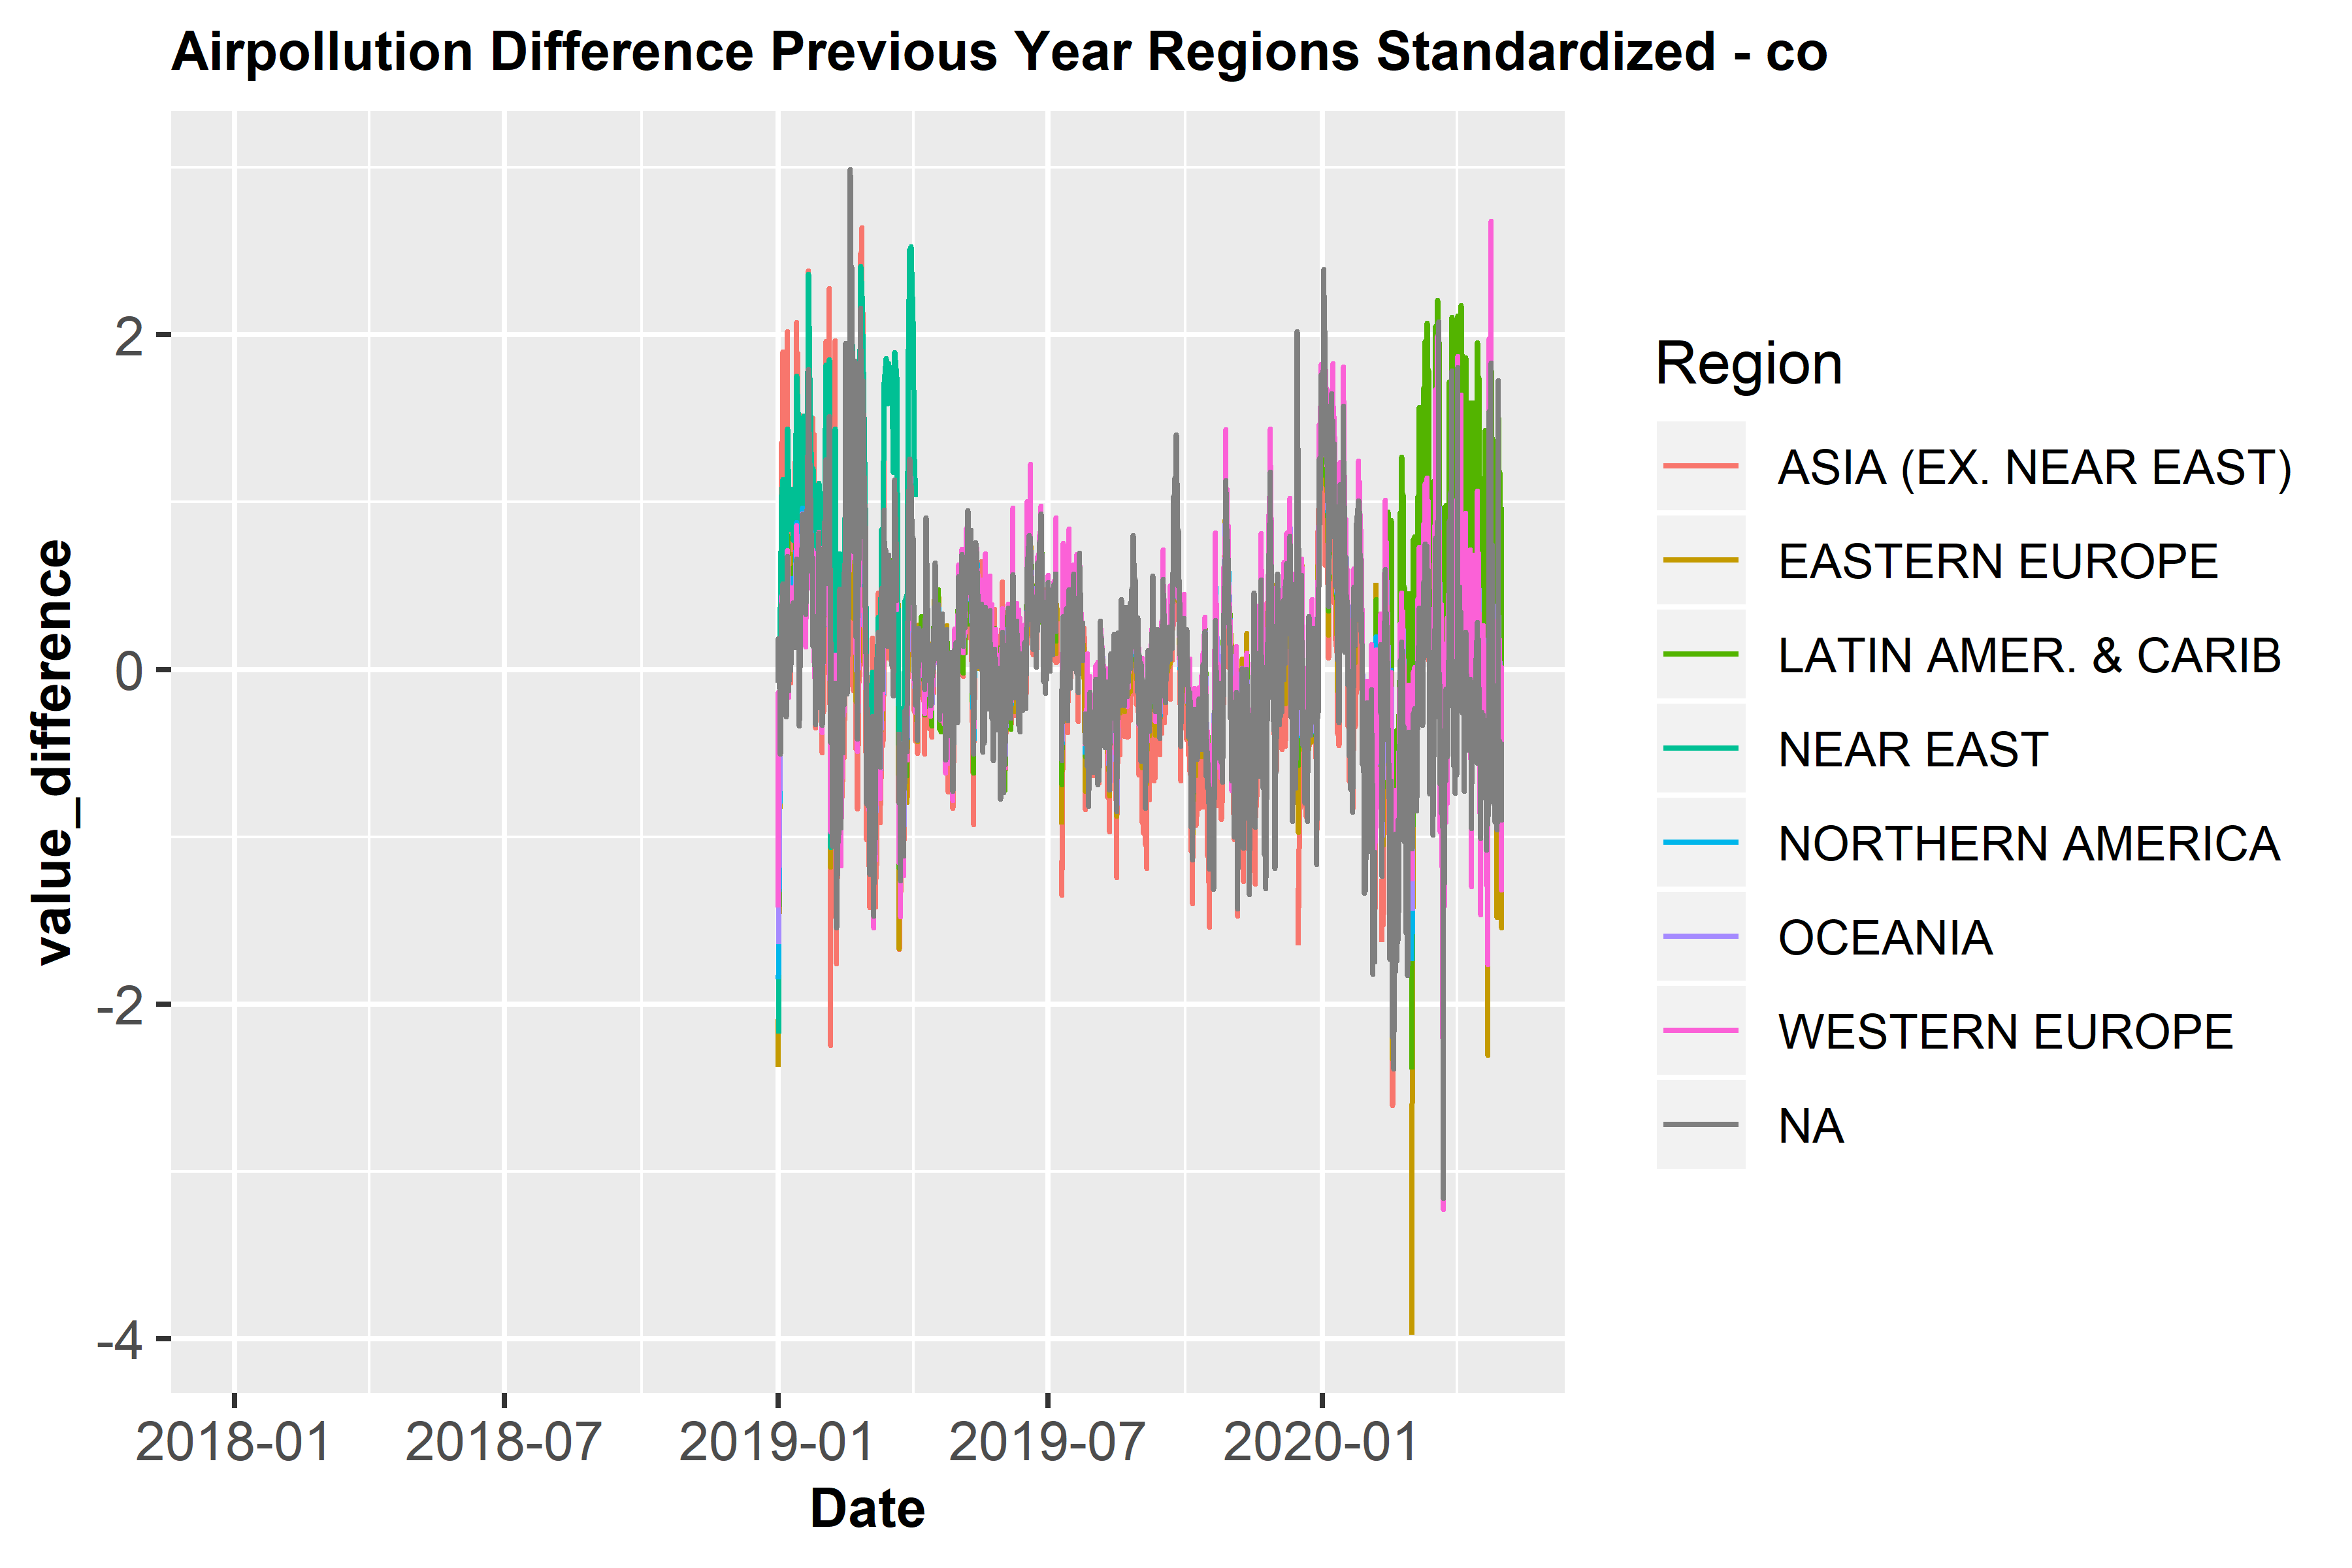 Airpollution Difference Previous Year Regions Standardized - co
value_difference
2
0
-2
-4
2018-01
2018-07
2019-01
2019-07
2020-01
Date
Region
ASIA (EX. NEAR EAST)
EASTERN EUROPE
LATIN AMER. & CARIB
NEAR EAST
NORTHERN AMERICA
OCEANIA
WESTERN EUROPE
NA